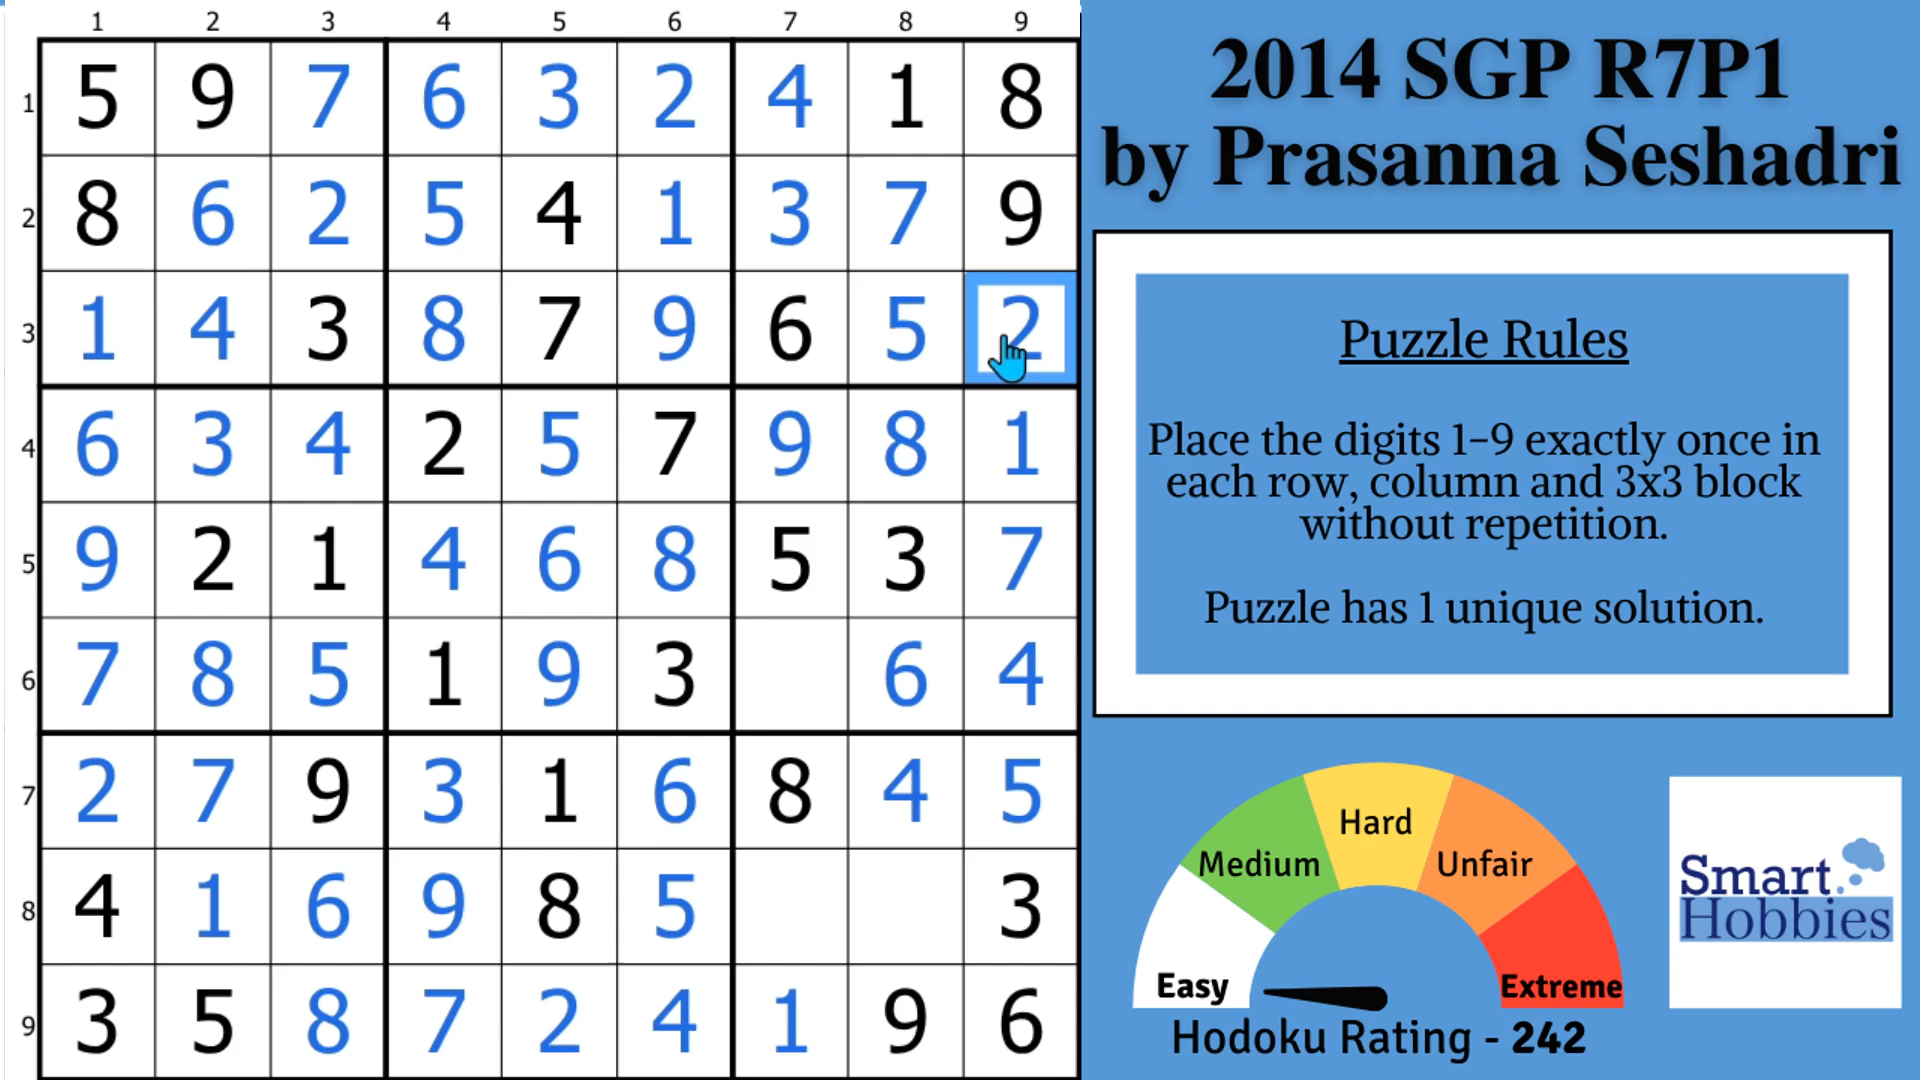 1 2 3 4 5 6 7 8 9
1 5 9 7 6 3 2 4 1 8
2 8 6 2 5 4 1 3 7 9
3 1 4 3 8 7 9 6 5 2
4 6 3 4 2 5 7 9 8 1
5 9 2 1 4 6 8 5 3 7
6 7 8 5 1 9 3 6 4
7 2 7 9 3 1 6 8 4 5
8 4 1 6 9 8 5 3
9 3 5 8 7 2 4 1 9 6
2014 SGP R7P1
by Prasanna Seshadri
Puzzle Rules
Place the digits 1-9 exactly once in
each row, column and 3x3 block
without repetition.
Puzzle has 1 unique solution.
Easy
Medium
Hard
Unfair
Extreme
Hodoku Rating - 242
Smart
Hobbies